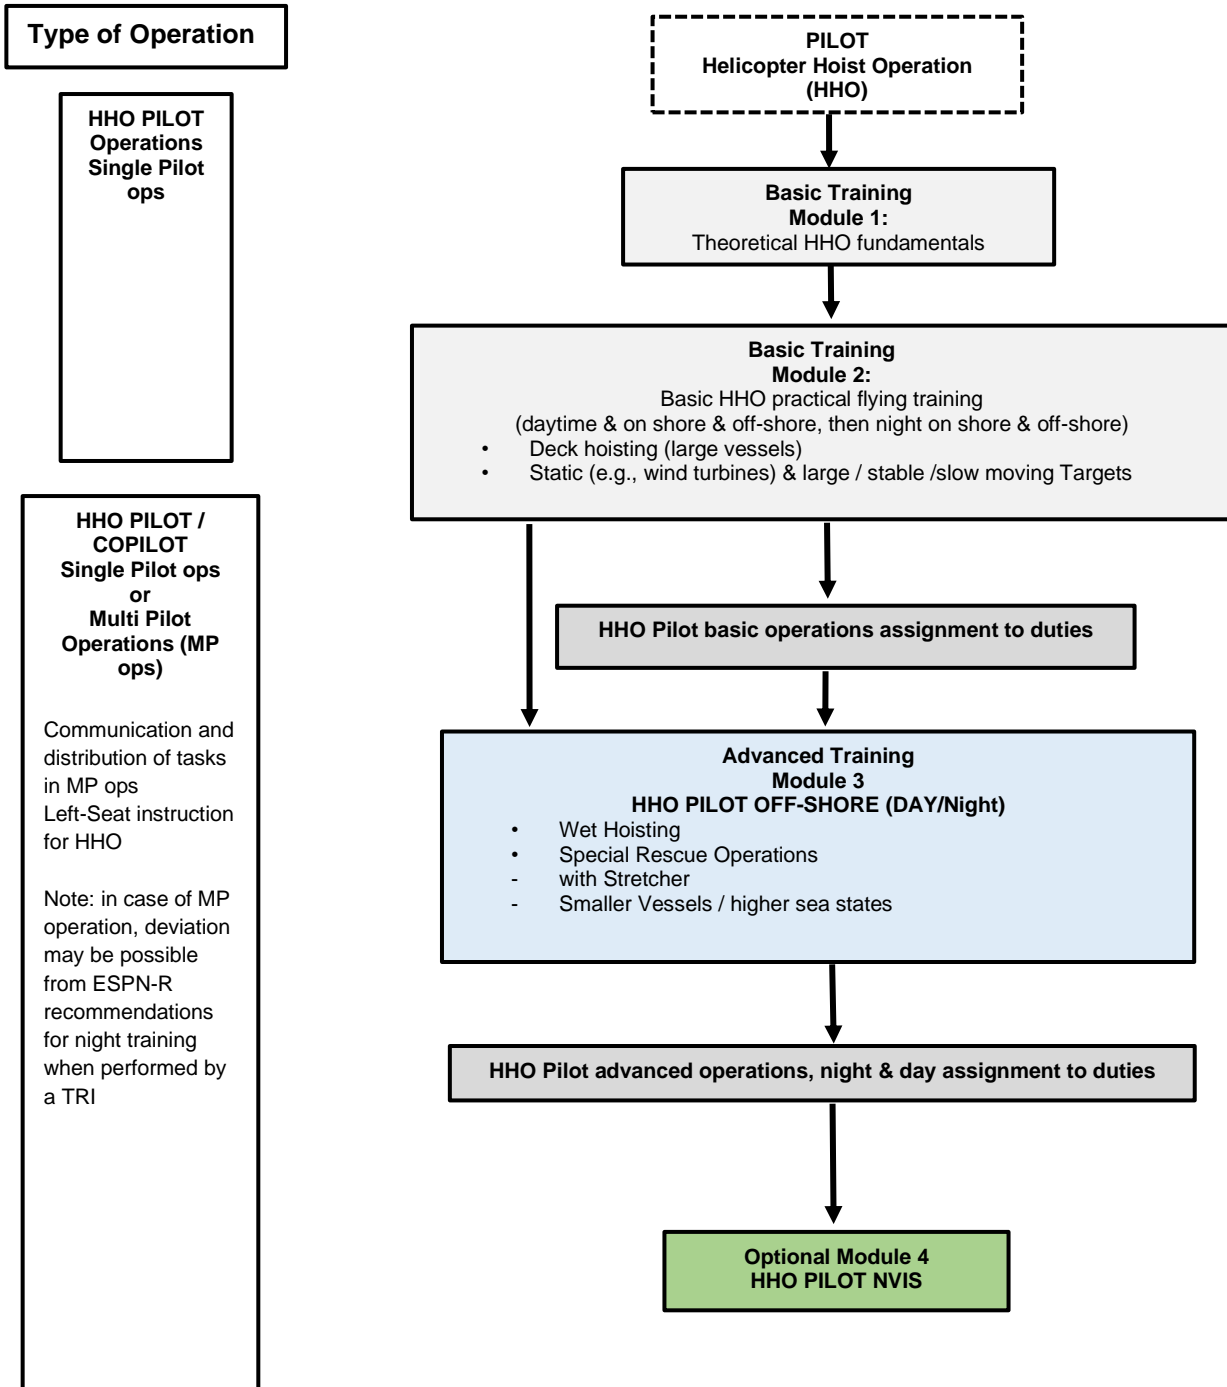 Type of Operation
HHO PILOT
Operations
Single Pilot
ops
HHO PILOT /
COPILOT
Single Pilot ops
or
Multi Pilot
Operations (MP
ops)
Communication and
distribution of tasks
in MP ops
Left-Seat instruction
for HHO
Note: in case of MP
operation, deviation
may be possible
from ESPN-R
recommendations
for night training
when performed by
a TRI
PILOT
Helicopter Hoist Operation
(HHO)
Basic Training
Module 1:
Theoretical HHO fundamentals
Basic Training
Module 2:
Basic HHO practical flying training
(daytime & on shore & off-shore, then night on shore & off-shore)
• Deck hoisting (large vessels)
• Static (e.g., wind turbines) & large / stable /slow moving Targets
HHO Pilot basic operations assignment to duties
Advanced Training
Module 3
HHO PILOT OFF-SHORE (DAY/Night)
• Wet Hoisting
• Special Rescue Operations
- with Stretcher
- Smaller Vessels / higher sea states
HHO Pilot advanced operations, night & day assignment to duties
Optional Module 4
HHO PILOT NVIS